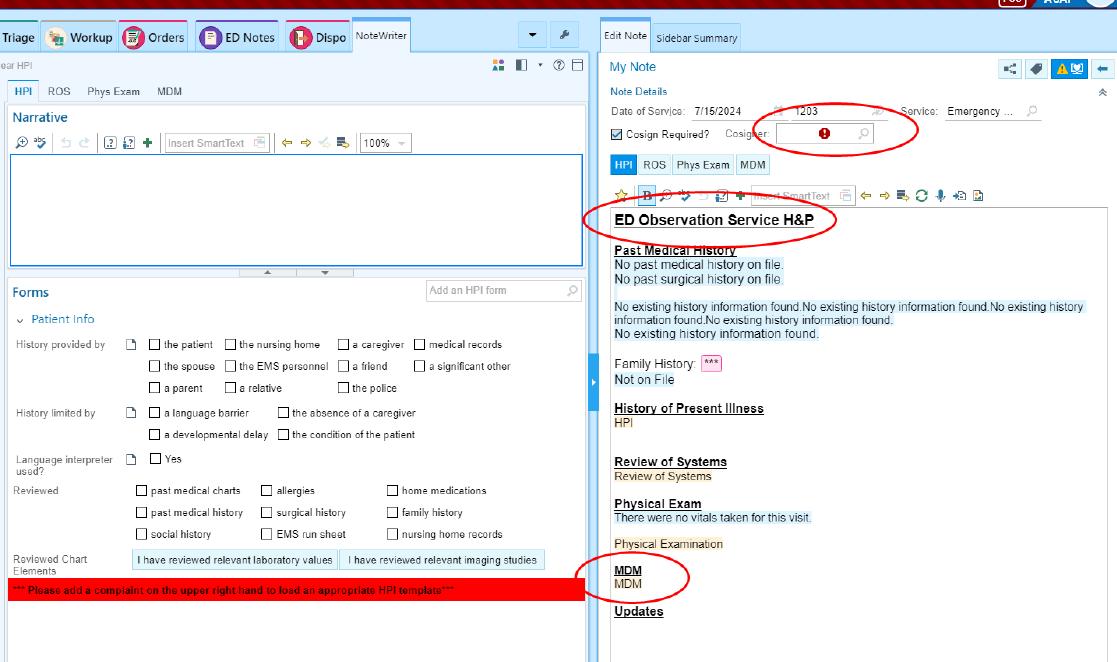 Triage Workup Orders ED Notes Dispo NoteWriter
ear HPI
HPI ROS Phys Exam MDM
Narrative
Insert SmartText 100%
Forms Add an HPI form
Patient Info
History provided by the patient the nursing home a caregiver medical records
the spouse the EMS personnel a friend a significant other
a parent a relative the police
History limited by a language barrier the absence of a caregiver
a developmental delay the condition of the patient
Language interpreter used? Yes
Reviewed past medical charts allergies home medications
past medical history surgical history family history
social history EMS run sheet nursing home records
Reviewed Chart Elements I have reviewed relevant laboratory values I have reviewed relevant imaging studies
*** Please add a complaint on the upper right hand to load an appropriate HPI template***
Edit Note Sidebar Summary
My Note
Note Details
Date of Service: 7/15/2024 1203 Service: Emergency ...
Cosign Required? Cosigner:
HPI ROS Phys Exam MDM
Insert SmartText
ED Observation Service H&P
Past Medical History
No past medical history on file.
No past surgical history on file.
No existing history information found.No existing history information found.No existing history
information found.No existing history information found.
No existing history information found.
Family History: ***
Not on File
History of Present Illness
HPI
Review of Systems
Review of Systems
Physical Exam
There were no vitals taken for this visit.
Physical Examination
MDM
MDM
Updates